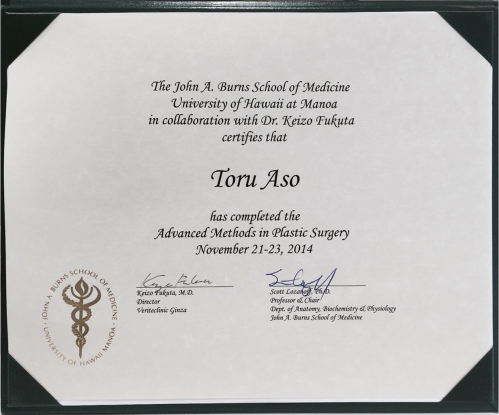 The John A. Burns School of Medicine
University of Hawaii at Manoa
in collaboration with Dr. Keizo Fukuta
certifies that
Toru Aso
has completed the
Advanced Methods in Plastic Surgery
November 21-23, 2014
Keizo Fukuta, M.D.
Director
Veriteclinic Ginza
Scott Lozanoff, Ph.D.
Professor & Chair
Dept. of Anatomy, Biochemistry & Physiology
John A. Burns School of Medicine
JOHN A. BURNS SCHOOL OF MEDICINE
UNIVERSITY OF HAWAII MANOA